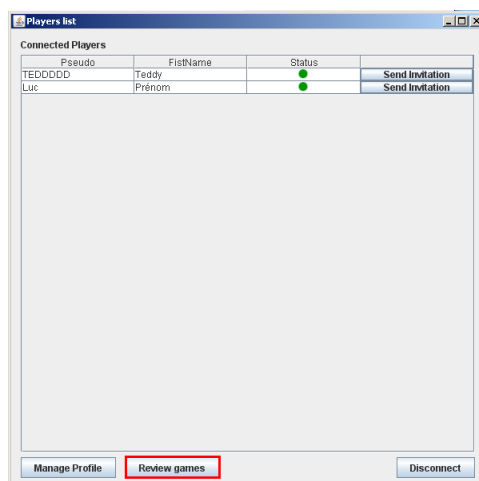 Players list
Connected Players
Pseudo FistName Status
TEDDDDD Teddy Send Invitation
Luc Prénom Send Invitation
Manage Profile Review games Disconnect